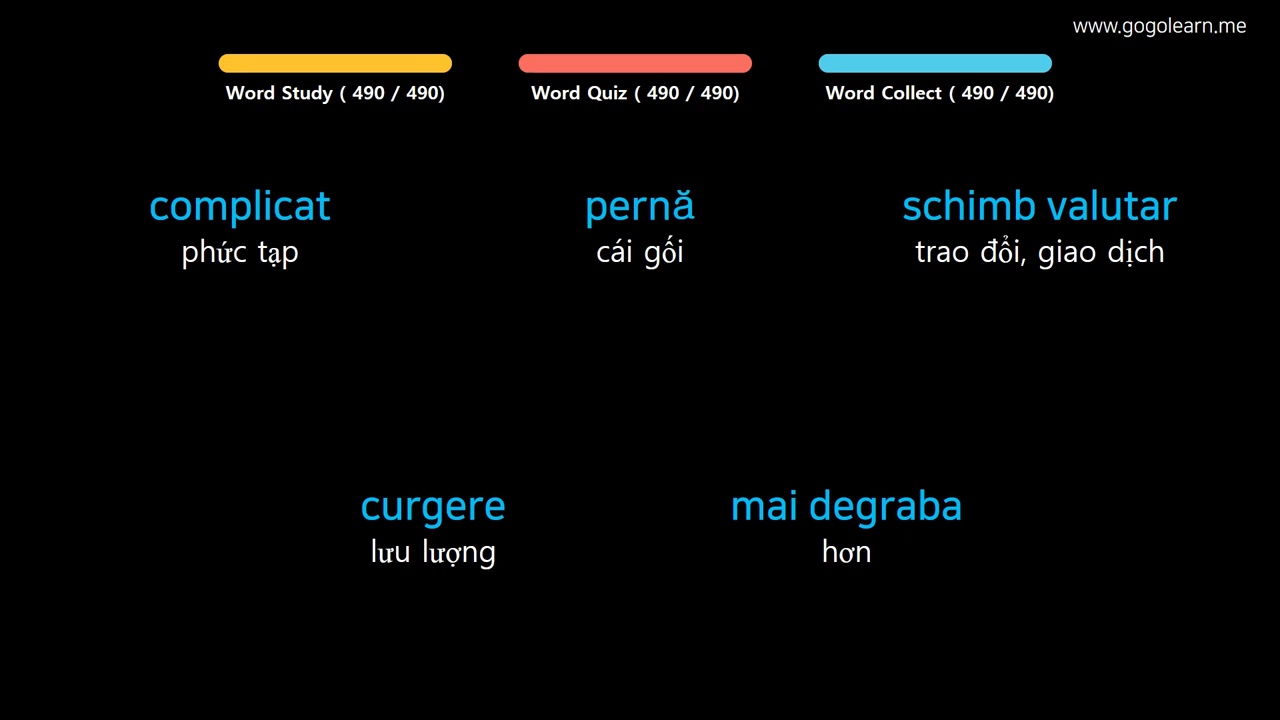 www.gogolearn.me
Word Study ( 490 / 490)
Word Quiz ( 490 / 490)
Word Collect ( 490 / 490)
complicat
phức tạp
pernă
cái gối
schimb valutar
trao đổi, giao dịch
curgere
lưu lượng
mai degraba
hơn